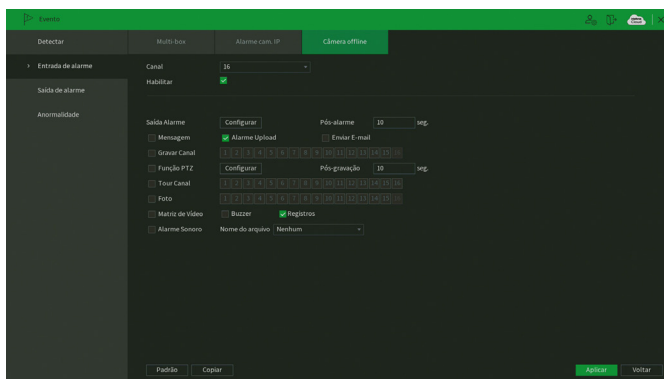 Evento
Detectar
Multi-box
Alarme cam. IP
Câmera offline
Entrada de alarme
Saída de alarme
Anormalidade
Canal 16
Habilitar
Saída Alarme Configurar Pós-alarme 10 seg.
Mensagem Alarme Upload Enviar E-mail
Gravar Canal 1 2 3 4 5 6 7 8 9 10 11 12 13 14 15 16
Função PTZ Configurar Pós-gravação 10 seg.
Tour Canal 1 2 3 4 5 6 7 8 9 10 11 12 13 14 15 16
Foto 1 2 3 4 5 6 7 8 9 10 11 12 13 14 15 16
Matriz de Vídeo Buzzer Registros
Alarme Sonoro Nome do arquivo Nenhum
Padrão Copiar Aplicar Voltar